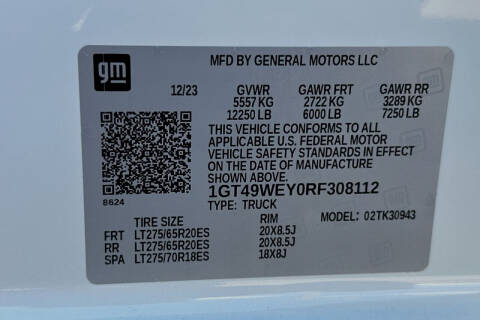 gm
MFD BY GENERAL MOTORS LLC
12/23 GVWR GAWR FRT GAWR RR
5557 KG 2722 KG 3289 KG
12250 LB 6000 LB 7250 LB
THIS VEHICLE CONFORMS TO ALL
APPLICABLE U.S. FEDERAL MOTOR
VEHICLE SAFETY STANDARDS IN EFFECT
ON THE DATE OF MANUFACTURE
SHOWN ABOVE.
1GT49WEY0RF308112
8624 TYPE: TRUCK
TIRE SIZE RIM MODEL: 02TK30943
FRT LT275/65R20ES 20X8.5J
RR LT275/65R20ES 20X8.5J
SPA LT275/70R18ES 18X8J